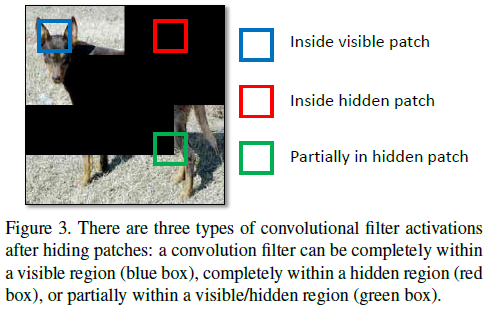 Inside visible patch
Inside hidden patch
Partially in hidden patch
Figure 3. There are three types of convolutional filter activations
after hiding patches: a convolution filter can be completely within
a visible region (blue box), completely within a hidden region (red
box), or partially within a visible/hidden region (green box).